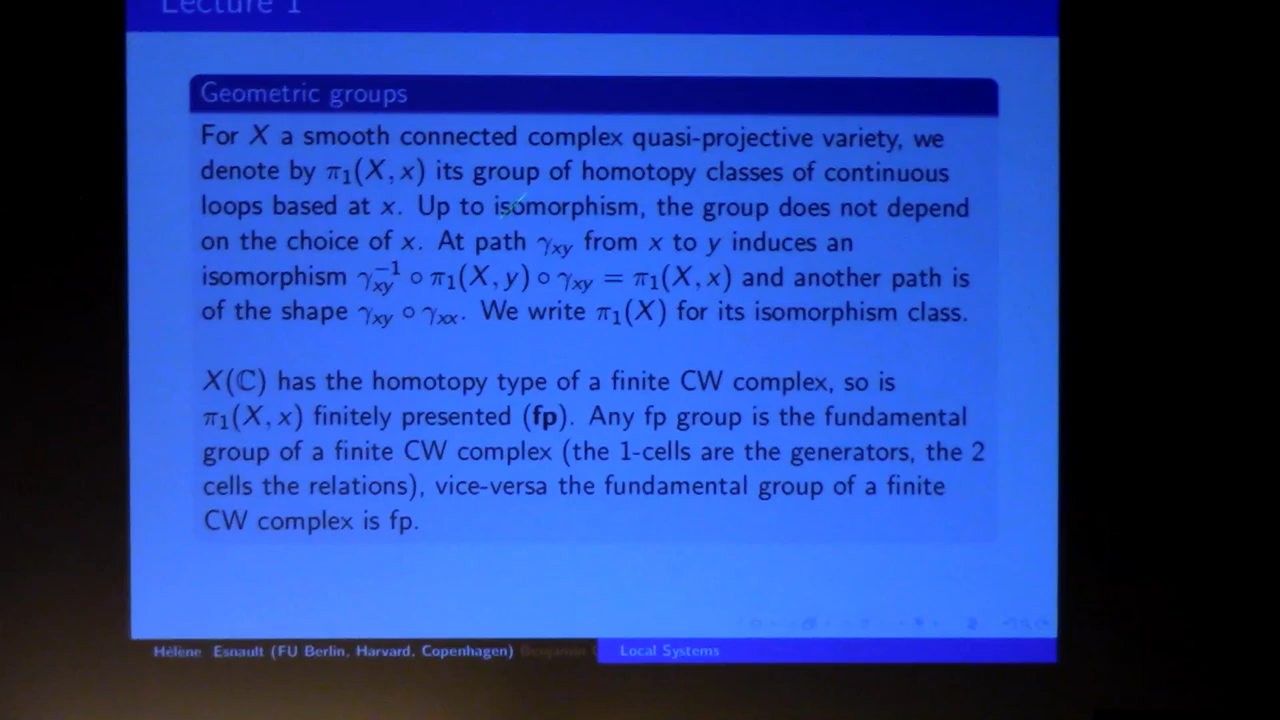 Lecture 1
Geometric groups
For X a smooth connected complex quasi-projective variety, we
denote by π₁(X, x) its group of homotopy classes of continuous
loops based at x. Up to isomorphism, the group does not depend
on the choice of x. At path γ_xy from x to y induces an
isomorphism γ_xy⁻¹ ∘ π₁(X, y) ∘ γ_xy = π₁(X, x) and another path is
of the shape γ_xy ∘ γ_xx. We write π₁(X) for its isomorphism class.
X(ℂ) has the homotopy type of a finite CW complex, so is
π₁(X, x) finitely presented (fp). Any fp group is the fundamental
group of a finite CW complex (the 1-cells are the generators, the 2
cells the relations), vice-versa the fundamental group of a finite
CW complex is fp.
Hélène Esnault (FU Berlin, Harvard, Copenhagen) Benjamin
Local Systems